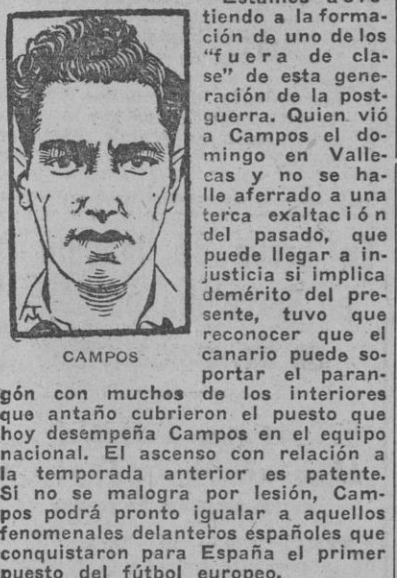 Estamos asis-
tiendo a la forma-
ción de uno de los
"fuera de cla-
se" de esta gene-
ración de la post-
guerra. Quien vió
a Campos el do-
mingo en Valle-
cas y no se ha-
lle aferrado a una
terca exaltación
del pasado, que
puede llegar a in-
justicia si implica
demérito del pre-
sente, tuvo que
reconocer que el
canario puede so-
portar el paran-
CAMPOS
gón con muchos de los interiores
que antaño cubrieron el puesto que
hoy desempeña Campos en el equipo
nacional. El ascenso con relación a
la temporada anterior es patente.
Si no se malogra por lesión, Cam-
pos podrá pronto igualar a aquellos
fenomenales delanteros españoles que
conquistaron para España el primer
puesto del fútbol europeo.